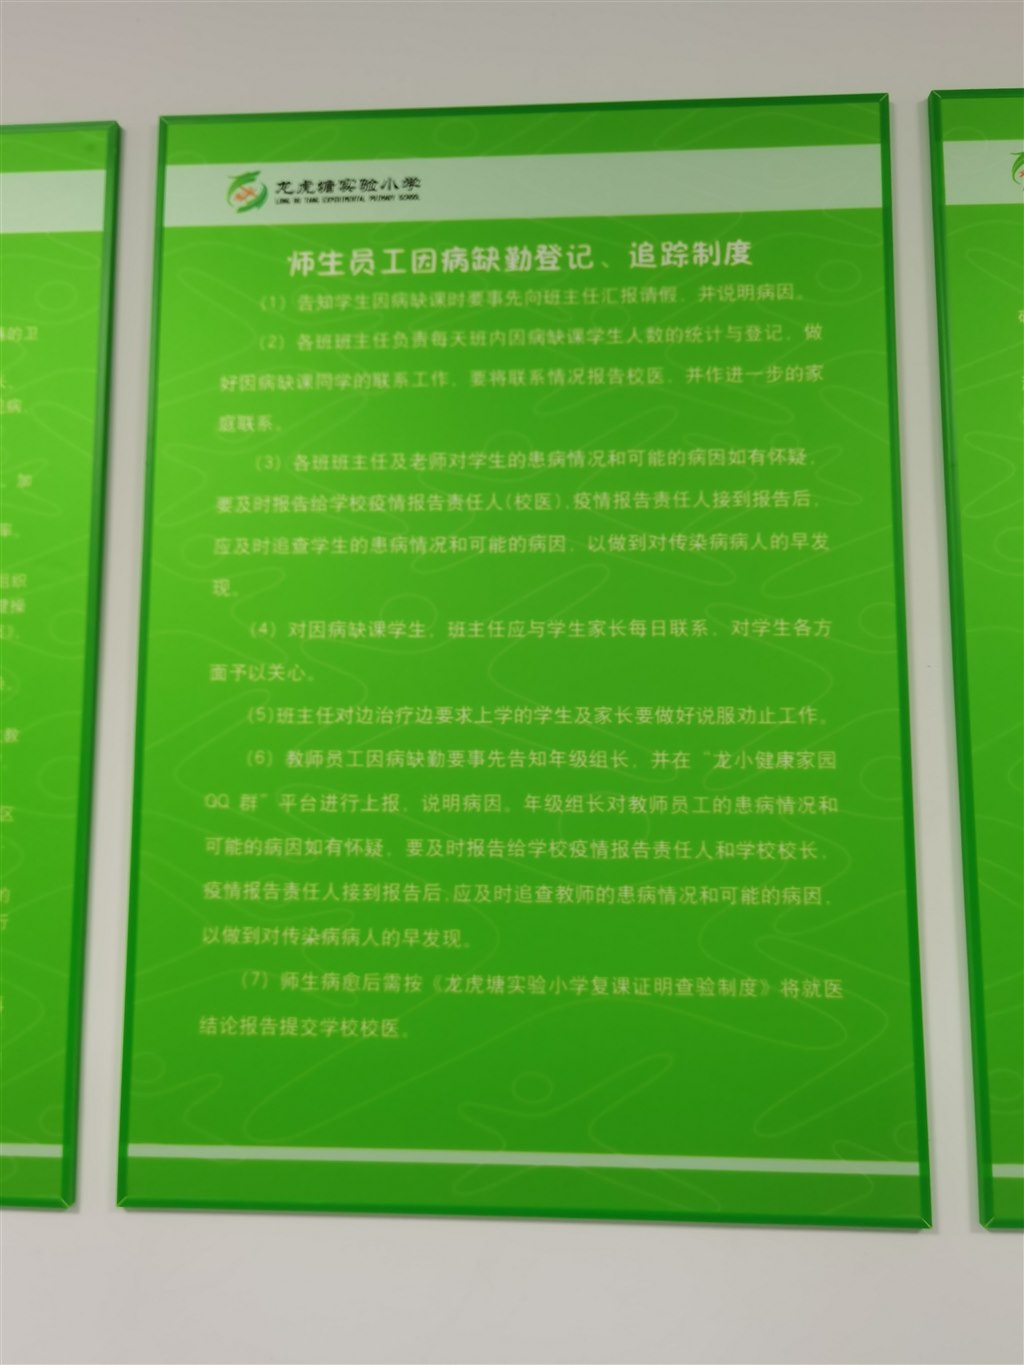 龙虎塘实验小学
LONG HU TANG EXPERIMENTAL PRIMARY SCHOOL
师生员工因病缺勤登记、追踪制度
（1）告知学生因病缺课时要事先向班主任汇报请假，并说明病因。
（2）各班班主任负责每天班内因病缺课学生人数的统计与登记，做
好因病缺课同学的联系工作，要将联系情况报告校医，并作进一步的家
庭联系。
（3）各班班主任及老师对学生的患病情况和可能的病因如有怀疑，
要及时报告给学校疫情报告责任人(校医),疫情报告责任人接到报告后，
应及时追查学生的患病情况和可能的病因，以做到对传染病病人的早发
现。
（4）对因病缺课学生，班主任应与学生家长每日联系，对学生各方
面予以关心。
（5)班主任对边治疗边要求上学的学生及家长要做好说服劝止工作。
（6）教师员工因病缺勤要事先告知年级组长，并在“龙小健康家园
QQ 群”平台进行上报，说明病因。年级组长对教师员工的患病情况和
可能的病因如有怀疑，要及时报告给学校疫情报告责任人和学校校长，
疫情报告责任人接到报告后,应及时追查教师的患病情况和可能的病因，
以做到对传染病病人的早发现。
（7）师生病愈后需按《龙虎塘实验小学复课证明查验制度》将就医
结论报告提交学校校医。
的卫
病，
、加
组织
教
区
的